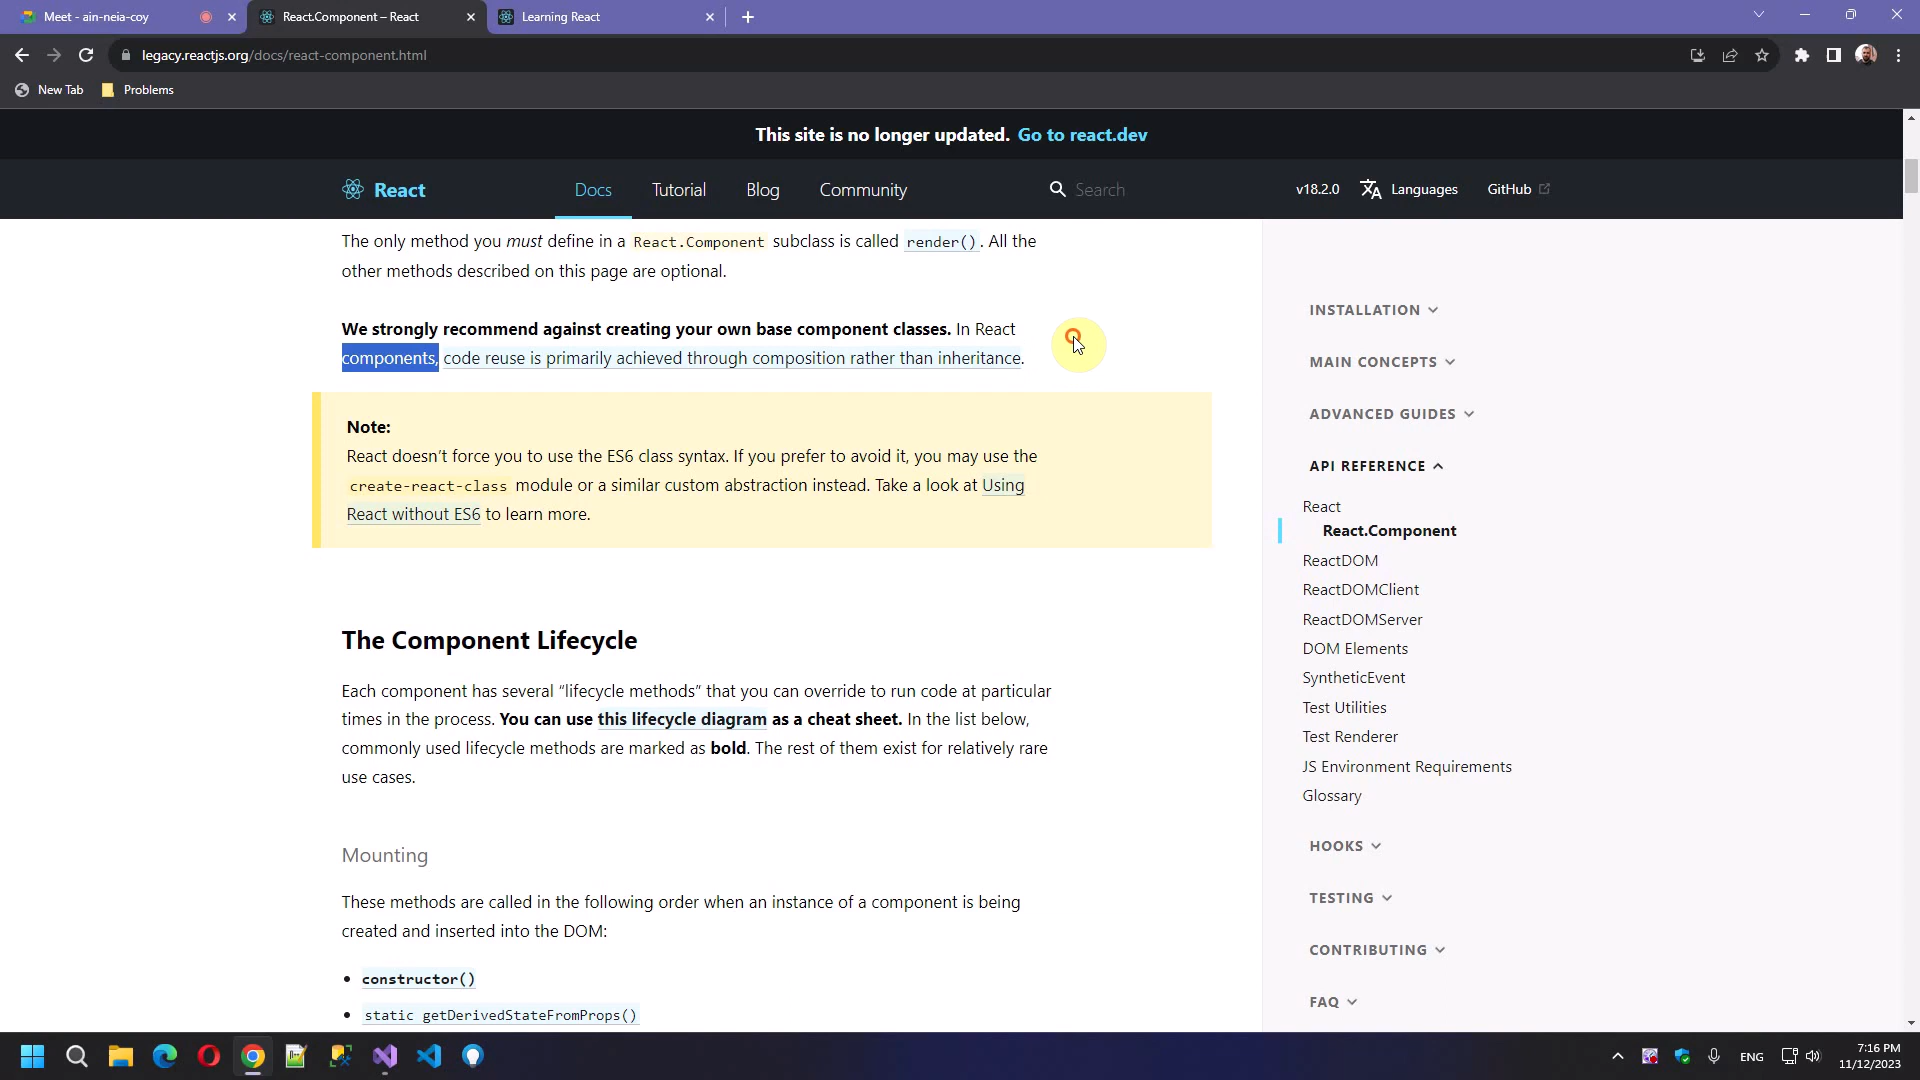 Meet - ain-neia-coy
React.Component – React
Learning React
legacy.reactjs.org/docs/react-component.html
New Tab
Problems
This site is no longer updated. Go to react.dev
React
Docs
Tutorial
Blog
Community
Search
v18.2.0
Languages
GitHub
The only method you must define in a React.Component subclass is called render(). All the
other methods described on this page are optional.
We strongly recommend against creating your own base component classes. In React
components, code reuse is primarily achieved through composition rather than inheritance.
Note:
React doesn’t force you to use the ES6 class syntax. If you prefer to avoid it, you may use the
create-react-class module or a similar custom abstraction instead. Take a look at Using
React without ES6 to learn more.
The Component Lifecycle
Each component has several “lifecycle methods” that you can override to run code at particular
times in the process. You can use this lifecycle diagram as a cheat sheet. In the list below,
commonly used lifecycle methods are marked as bold. The rest of them exist for relatively rare
use cases.
Mounting
These methods are called in the following order when an instance of a component is being
created and inserted into the DOM:
• constructor()
• static getDerivedStateFromProps()
INSTALLATION
MAIN CONCEPTS
ADVANCED GUIDES
API REFERENCE
React
React.Component
ReactDOM
ReactDOMClient
ReactDOMServer
DOM Elements
SyntheticEvent
Test Utilities
Test Renderer
JS Environment Requirements
Glossary
HOOKS
TESTING
CONTRIBUTING
FAQ
ENG
7:16 PM
11/12/2023